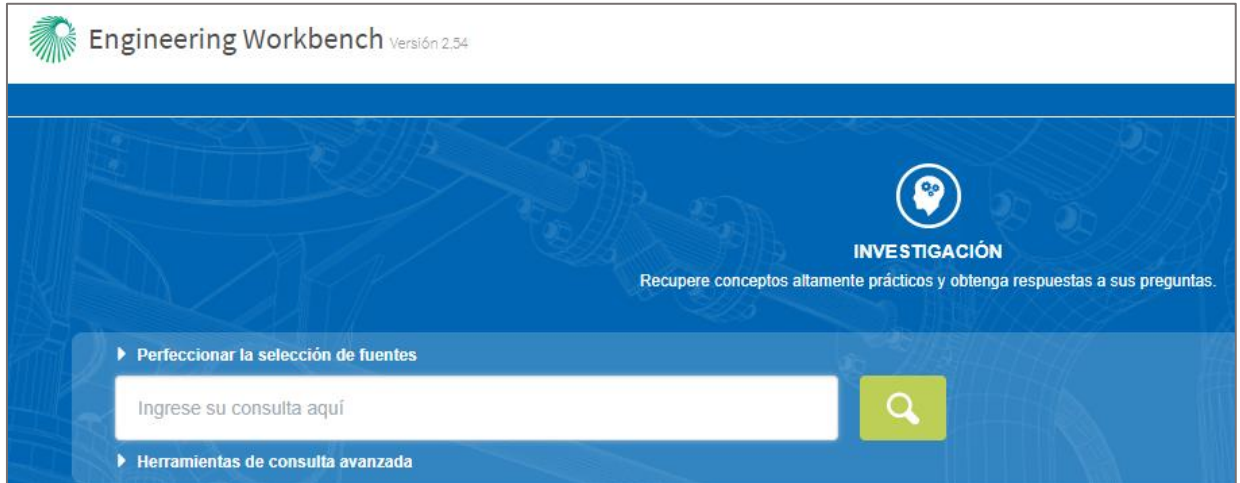 Engineering Workbench Versión 2.54
INVESTIGACIÓN
Recupere conceptos altamente prácticos y obtenga respuestas a sus preguntas.
Perfeccionar la selección de fuentes
Ingrese su consulta aquí
Herramientas de consulta avanzada